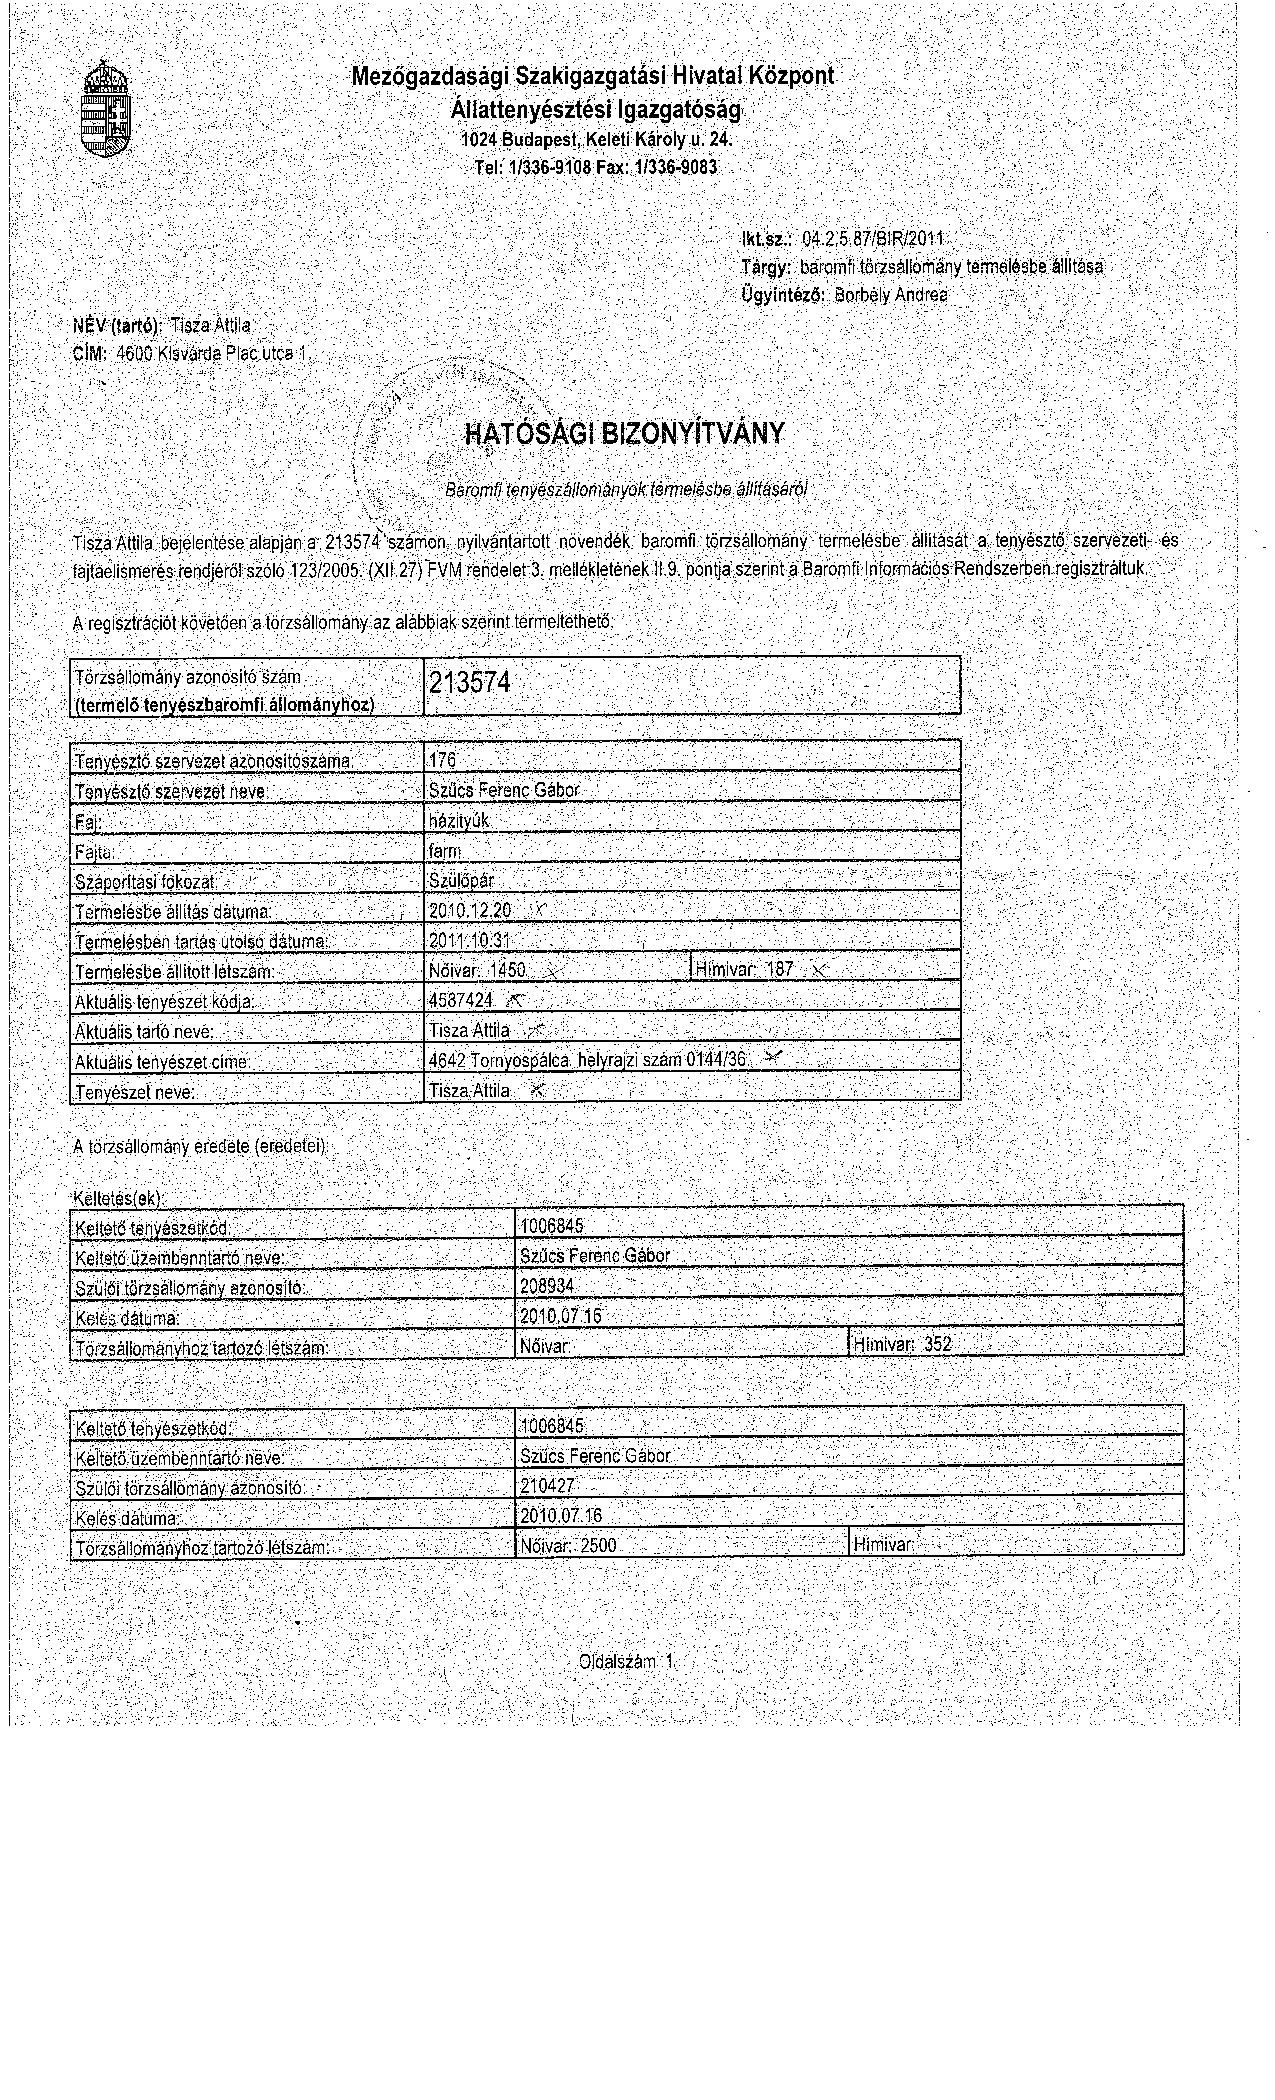 Mezőgazdasági Szakigazgatási Hivatal Központ
Állattenyésztési Igazgatóság
1024 Budapest, Keleti Károly u. 24.
Tel: 1/336-9108 Fax: 1/336-9083
Ikt.sz.: 04.2.5.87/BIR/2011
Tárgy: baromfi törzsállomány termelésbe állítása
Ügyintéző: Borbély Andrea
NÉV (tartó): Tisza Attila
CÍM: 4600 Kisvárda Piac utca 1.
HATÓSÁGI BIZONYÍTVÁNY
Baromfi tenyészállományok termelésbe állításáról
Tisza Attila bejelentése alapján a 213574 számon nyilvántartott növendék baromfi törzsállomány termelésbe állítását a tenyésztő szervezeti- és
fajtaelismerés rendjéről szóló 123/2005. (XII.27) FVM rendelet 3. mellékletének II.9. pontja szerint a Baromfi Információs Rendszerben regisztráltuk.
A regisztrációt követően a törzsállomány az alábbiak szerint termeltethető:
Törzsállomány azonosító szám 213574
(termelő tenyészbaromfi állományhoz)
Tenyésztő szervezet azonosítószáma: 176
Tenyésztő szervezet neve: Szűcs Ferenc Gábor
Faj: házityúk
Fajta: farm
Szaporítási fokozat: Szülőpár
Termelésbe állítás dátuma: 2010.12.20
Termelésben tartás utolsó dátuma: 2011.10.31
Termelésbe állított létszám: Nőivar: 1450 Hímivar: 187
Aktuális tenyészet kódja: 4587424
Aktuális tartó neve: Tisza Attila
Aktuális tenyészet címe: 4642 Tornyospálca helyrajzi szám 0144/36
Tenyészet neve: Tisza Attila
A törzsállomány eredete (eredetei):
Keltetés(ek):
Keltető tenyészetkód: 1006845
Keltető üzembenntartó neve: Szűcs Ferenc Gábor
Szülői törzsállomány azonosító: 208934
Kelés dátuma: 2010.07.16
Törzsállományhoz tartozó létszám: Nőivar: Hímivar: 352
Keltető tenyészetkód: 1006845
Keltető üzembenntartó neve: Szűcs Ferenc Gábor
Szülői törzsállomány azonosító: 210427
Kelés dátuma: 2010.07.16
Törzsállományhoz tartozó létszám: Nőivar: 2500 Hímivar:
Oldalszám 1